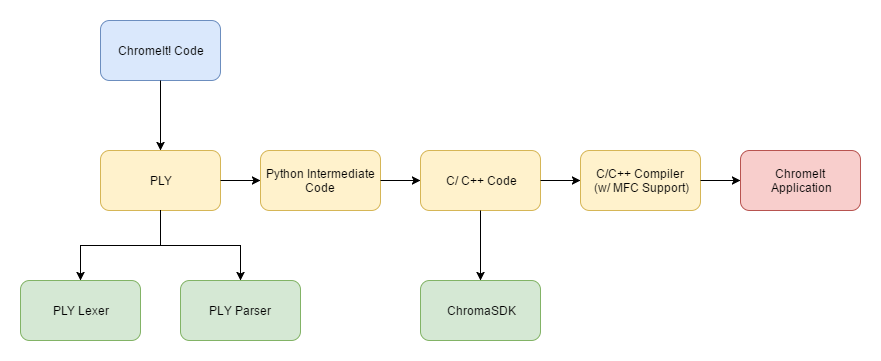 ChromeIt! Code
PLY
Python Intermediate
Code
C/ C++ Code
C/C++ Compiler
(w/ MFC Support)
ChromeIt
Application
PLY Lexer
PLY Parser
ChromaSDK